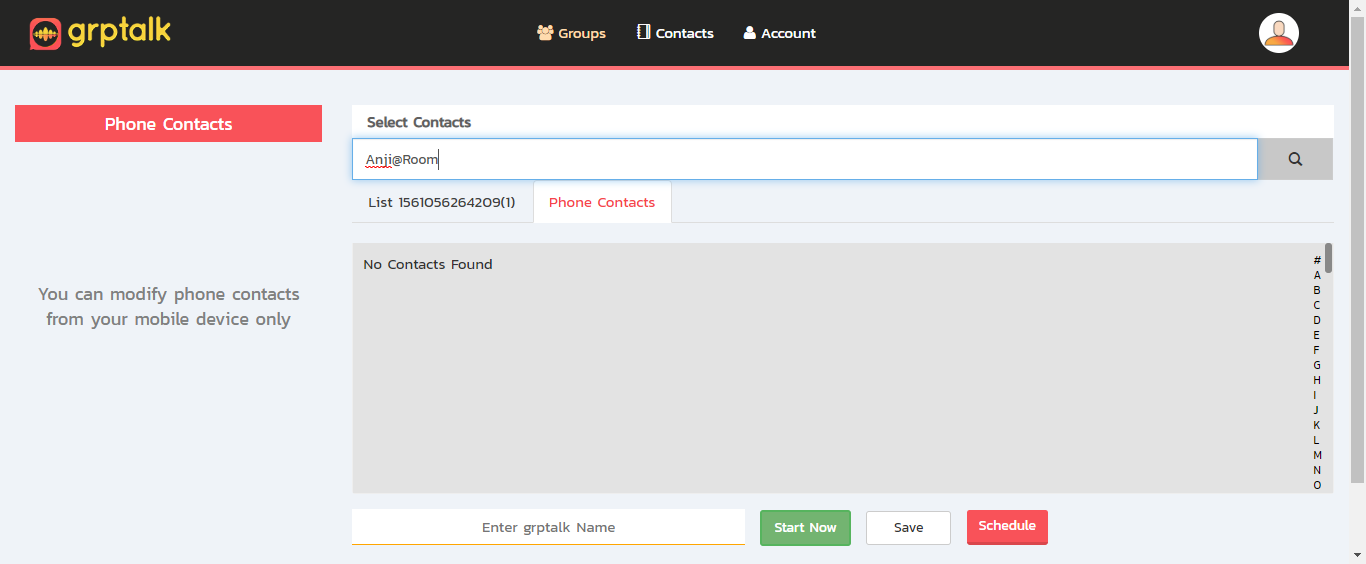 grptalk
Groups
Contacts
Account
Phone Contacts
You can modify phone contacts
from your mobile device only
Select Contacts
Anji@Room
List 1561056264209(1)
Phone Contacts
No Contacts Found
#
A
B
C
D
E
F
G
H
I
J
K
L
M
N
O
Enter grptalk Name
Start Now
Save
Schedule